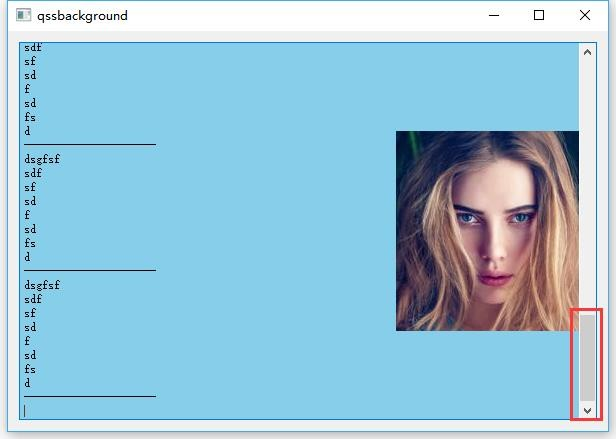 qssbackground
sdf
sf
sd
f
sd
fs
d
————————————
dsgfsf
sdf
sf
sd
f
sd
fs
d
————————————
dsgfsf
sdf
sf
sd
f
sd
fs
d
————————————